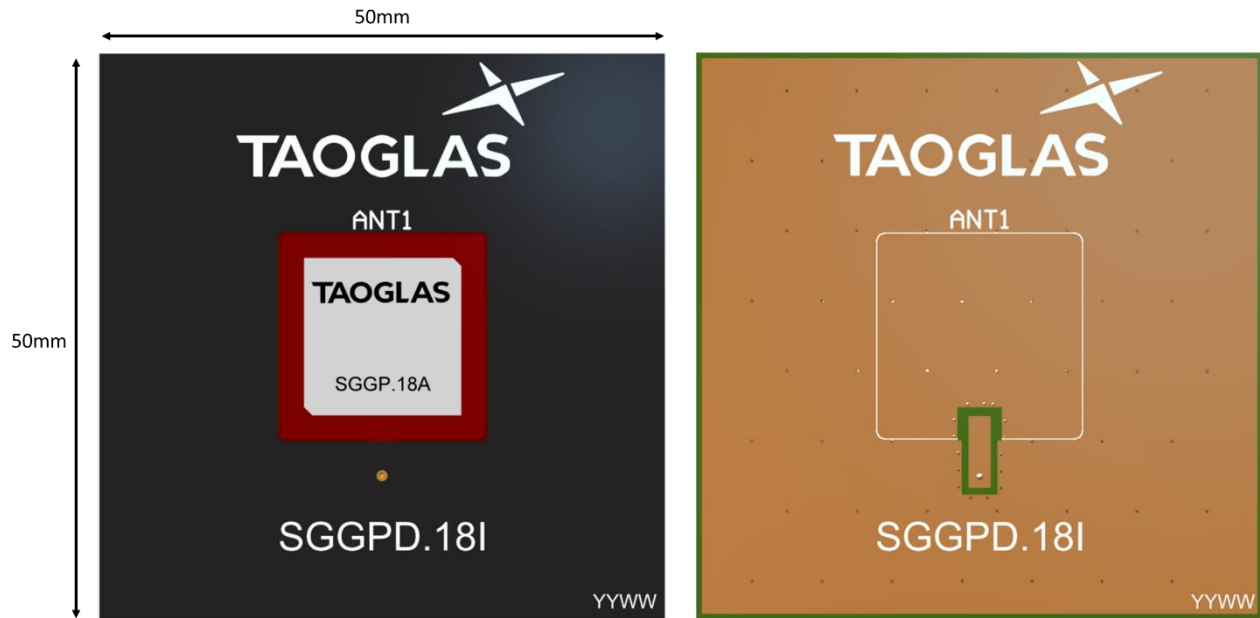 50mm
50mm
TAOGLAS
ANT1
TAOGLAS
SGGP.18A
SGGPD.18I
YYWW
TAOGLAS
ANT1
SGGPD.18I
YYWW